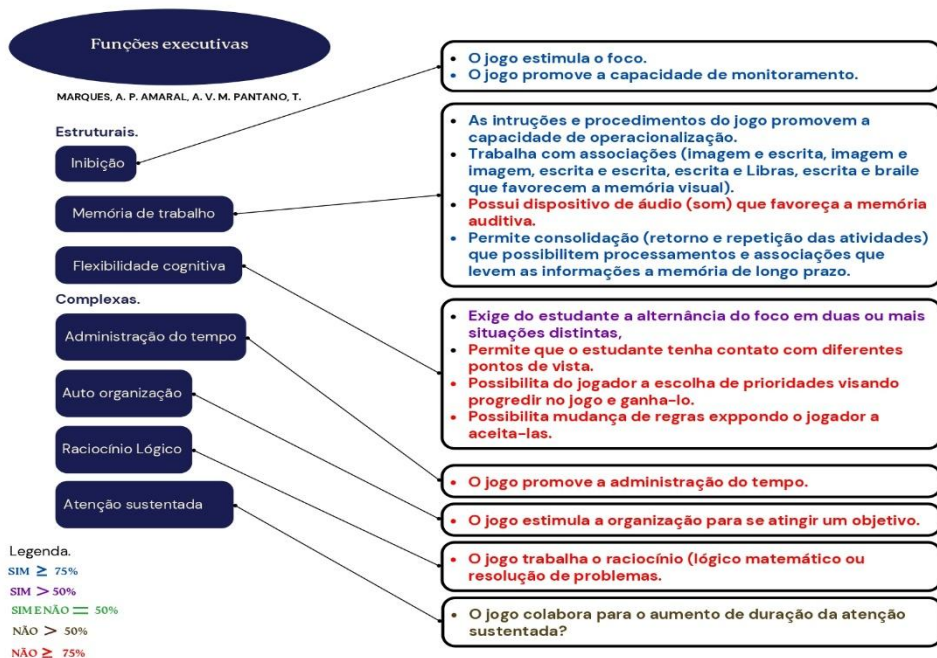 Funções executivas
MARQUES, A. P. AMARAL, A. V. M. PANTANO, T.
Estruturais.
Inibição
Memória de trabalho
Flexibilidade cognitiva
Complexas.
Administração do tempo
Auto organização
Raciocínio Lógico
Atenção sustentada
Legenda.
SIM ≥ 75%
SIM > 50%
SIM E NÃO = 50%
NÃO > 50%
NÃO ≥ 75%
• O jogo estimula o foco.
• O jogo promove a capacidade de monitoramento.
• As intruções e procedimentos do jogo promovem a
capacidade de operacionalização.
• Trabalha com associações (imagem e escrita, imagem e
imagem, escrita e escrita, escrita e Libras, escrita e braile
que favorecem a memória visual).
• Possui dispositivo de áudio (som) que favoreça a memória
auditiva.
• Permite consolidação (retorno e repetição das atividades)
que possibilitem processamentos e associações que
levem as informações a memória de longo prazo.
• Exige do estudante a alternância do foco em duas ou mais
situações distintas,
• Permite que o estudante tenha contato com diferentes
pontos de vista.
• Possibilita do jogador a escolha de prioridades visando
progredir no jogo e ganha-lo.
• Possibilita mudança de regras exppondo o jogador a
aceita-las.
• O jogo promove a administração do tempo.
• O jogo estimula a organização para se atingir um objetivo.
• O jogo trabalha o raciocínio (lógico matemático ou
resolução de problemas.
• O jogo colabora para o aumento de duração da atenção
sustentada?